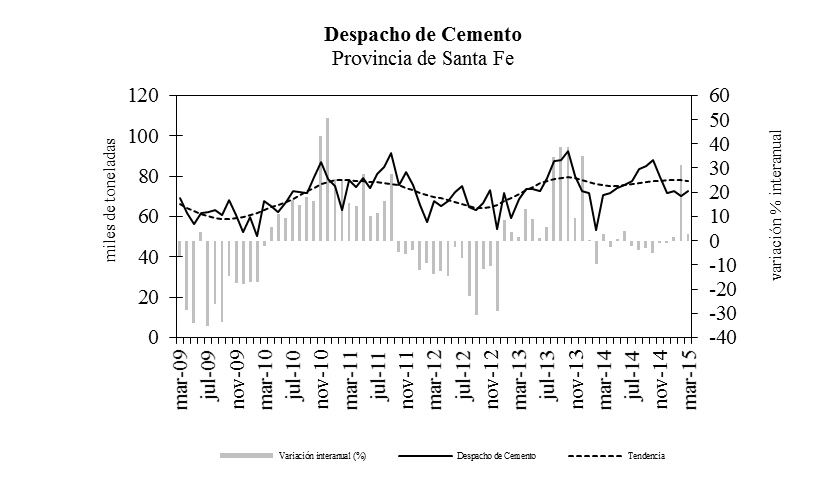 Despacho de Cemento
Provincia de Santa Fe
miles de toneladas
120
100
80
60
40
20
0
60
50
40
30
20
10
0
-10
-20
-30
-40
variación % interanual
mar-09
jul-09
nov-09
mar-10
jul-10
nov-10
mar-11
jul-11
nov-11
mar-12
jul-12
nov-12
mar-13
jul-13
nov-13
mar-14
jul-14
nov-14
mar-15
Variación interanual (%)
Despacho de Cemento
Tendencia